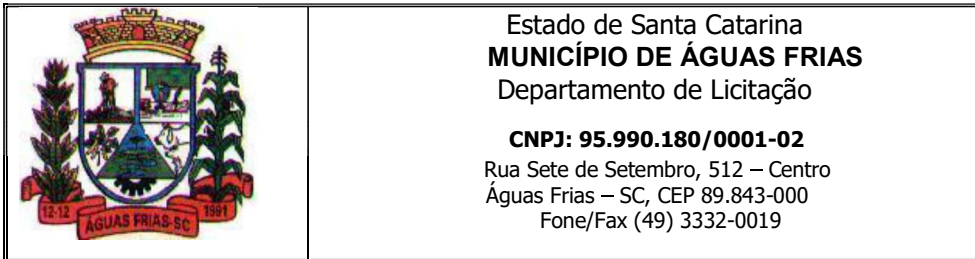 12-12
ÁGUAS FRIAS-SC
1991
Estado de Santa Catarina
MUNICÍPIO DE ÁGUAS FRIAS
Departamento de Licitação
CNPJ: 95.990.180/0001-02
Rua Sete de Setembro, 512 – Centro
Águas Frias – SC, CEP 89.843-000
Fone/Fax (49) 3332-0019